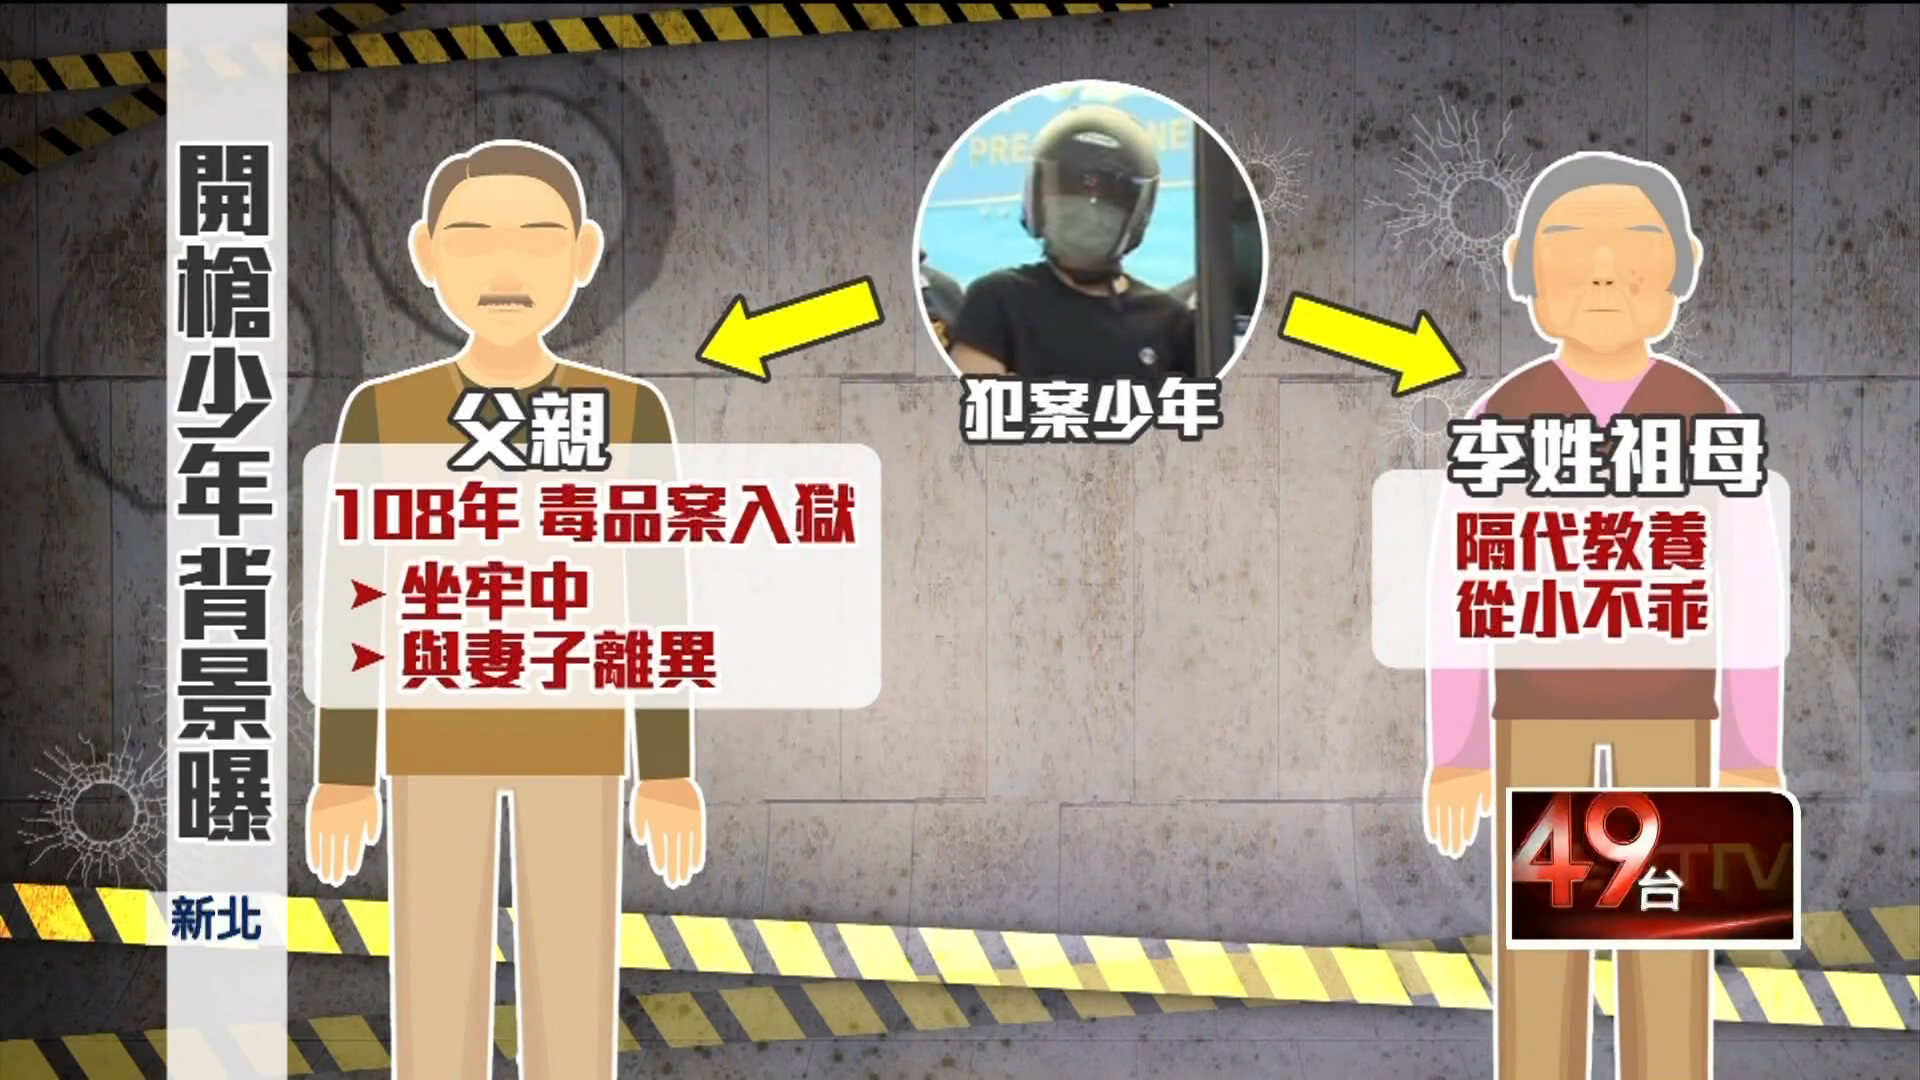 開槍少年背景曝
新北
犯案少年
父親
108年 毒品案入獄
➤ 坐牢中
➤ 與妻子離異
李姓祖母
隔代教養
從小不乖
49台